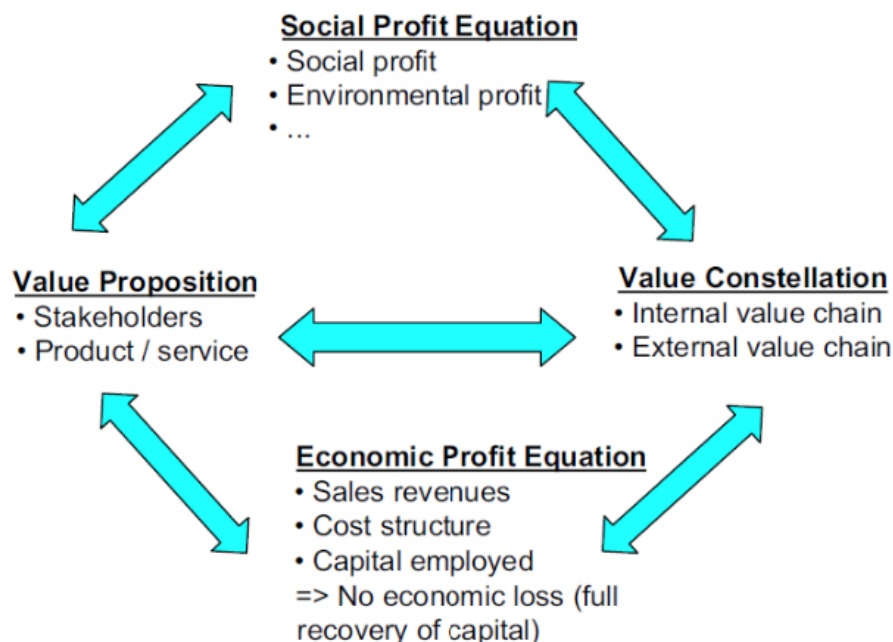 Social Profit Equation
• Social profit
• Environmental profit
• ...
Value Proposition
• Stakeholders
• Product / service
Value Constellation
• Internal value chain
• External value chain
Economic Profit Equation
• Sales revenues
• Cost structure
• Capital employed
=> No economic loss (full
recovery of capital)